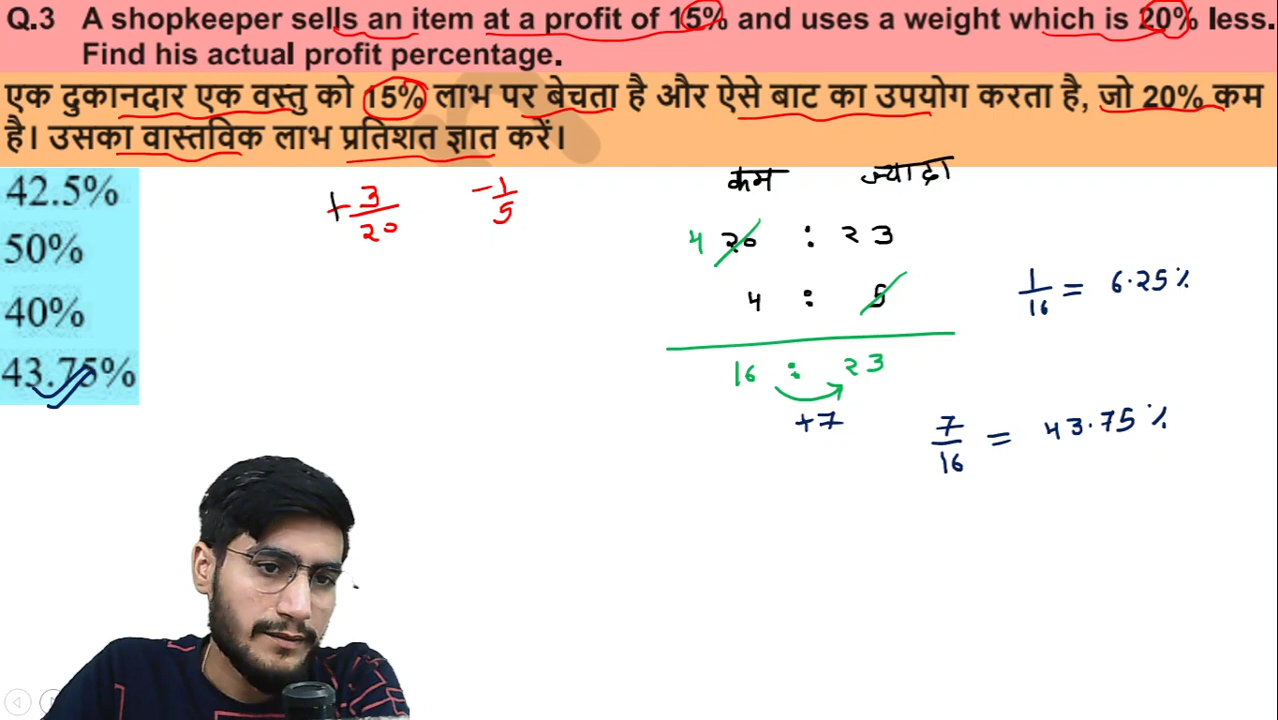 Q.3 A shopkeeper sells an item at a profit of 15% and uses a weight which is 20% less.
Find his actual profit percentage.
एक दुकानदार एक वस्तु को 15% लाभ पर बेचता है और ऐसे बाट का उपयोग करता है, जो 20% कम
है। उसका वास्तविक लाभ प्रतिशत ज्ञात करें।
42.5%
50%
40%
43.75%
+3/20 -1/5
कम ज्यादा
4 20 : 23
4 : 5
16 : 23
+7
1/16 = 6.25%
7/16 = 43.75%